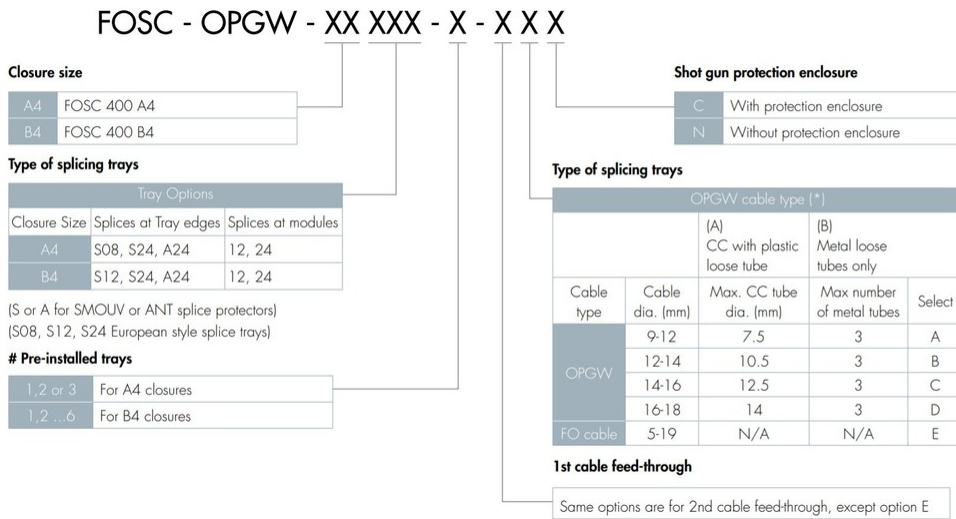 FOSC - OPGW - XX XXX - X - X X X
Closure size
A4 FOSC 400 A4
B4 FOSC 400 B4
Type of splicing trays
Tray Options
Closure Size Splices at Tray edges Splices at modules
A4 S08, S24, A24 12, 24
B4 S12, S24, A24 12, 24
(S or A for SMOUV or ANT splice protectors)
(S08, S12, S24 European style splice trays)
# Pre-installed trays
1,2 or 3 For A4 closures
1,2 ...6 For B4 closures
Shot gun protection enclosure
C With protection enclosure
N Without protection enclosure
Type of splicing trays
OPGW cable type (*)
(A) (B)
CC with plastic Metal loose
loose tube tubes only
Cable Cable Max. CC tube Max number Select
type dia. (mm) dia. (mm) of metal tubes
OPGW 9-12 7.5 3 A
12-14 10.5 3 B
14-16 12.5 3 C
16-18 14 3 D
FO cable 5-19 N/A N/A E
1st cable feed-through
Same options are for 2nd cable feed-through, except option E